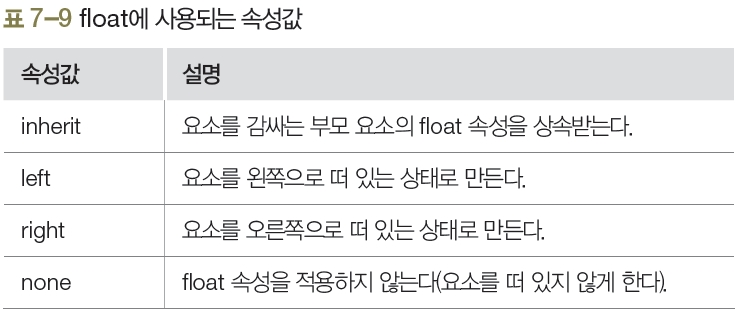 표 7-9 float에 사용되는 속성값
속성값 설명
inherit 요소를 감싸는 부모 요소의 float 속성을 상속받는다.
left 요소를 왼쪽으로 떠 있는 상태로 만든다.
right 요소를 오른쪽으로 떠 있는 상태로 만든다.
none float 속성을 적용하지 않는다(요소를 떠 있지 않게 한다).